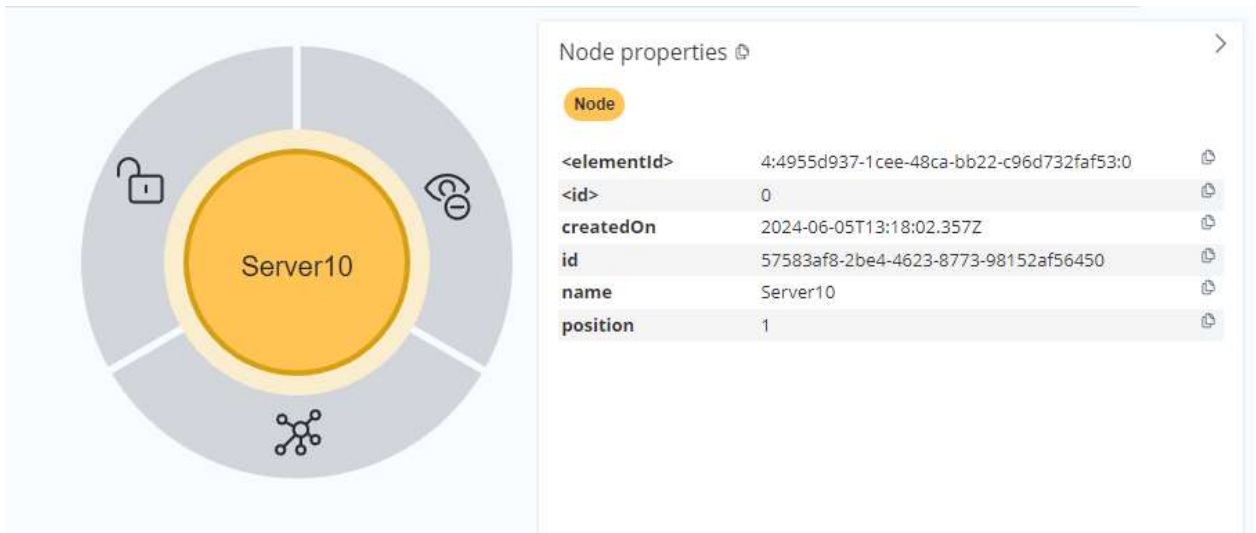 Server10
Node properties
Node
<elementId> 4:4955d937-1cee-48ca-bb22-c96d732faf53:0
<id> 0
createdOn 2024-06-05T13:18:02.357Z
id 57583af8-2be4-4623-8773-98152af56450
name Server10
position 1